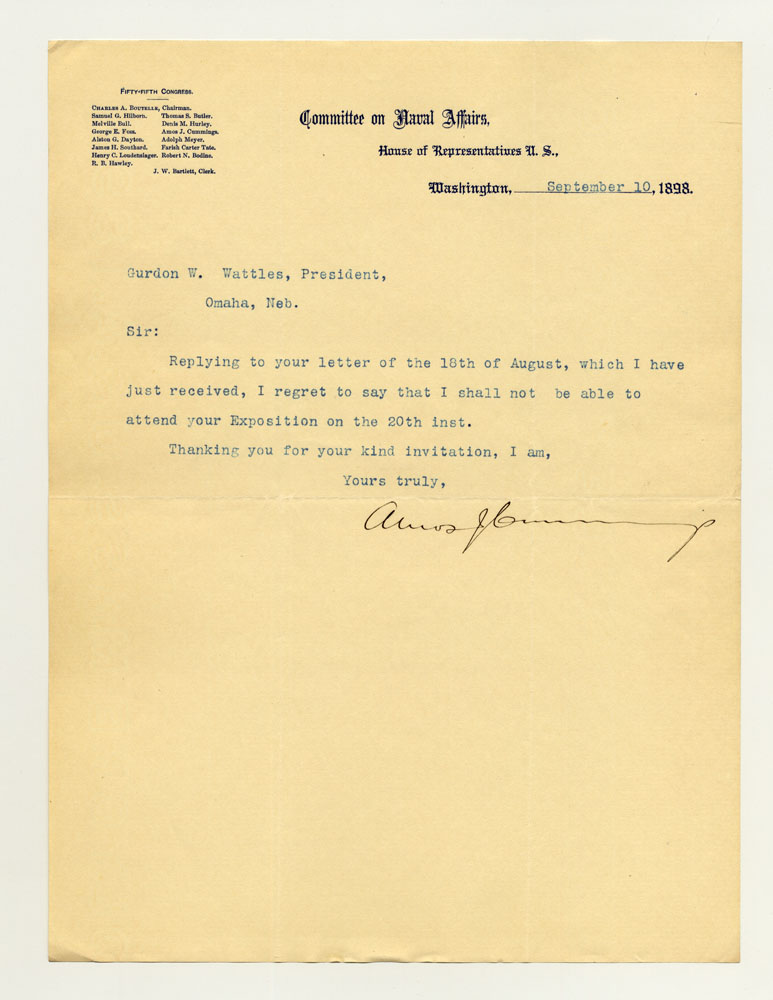 FIFTY-FIFTH CONGRESS.
CHARLES A. BOUTELLE, Chairman.
Samuel G. Hilborn. Thomas S. Butler.
Melville Bull. Denis M. Hurley.
George E. Foss. Amos J. Cummings.
Alston G. Dayton. Adolph Meyer.
James H. Southard. Farish Carter Tate.
Henry C. Loudenslager. Robert N. Bodine.
R. B. Hawley.
J. W. Bartlett, Clerk.
Committee on Naval Affairs,
House of Representatives U. S.,
Washington, September 10, 1898.
Gurdon W. Wattles, President,
Omaha, Neb.
Sir:
Replying to your letter of the 18th of August, which I have
just received, I regret to say that I shall not be able to
attend your Exposition on the 20th inst.
Thanking you for your kind invitation, I am,
Yours truly,
Amos J Cummings